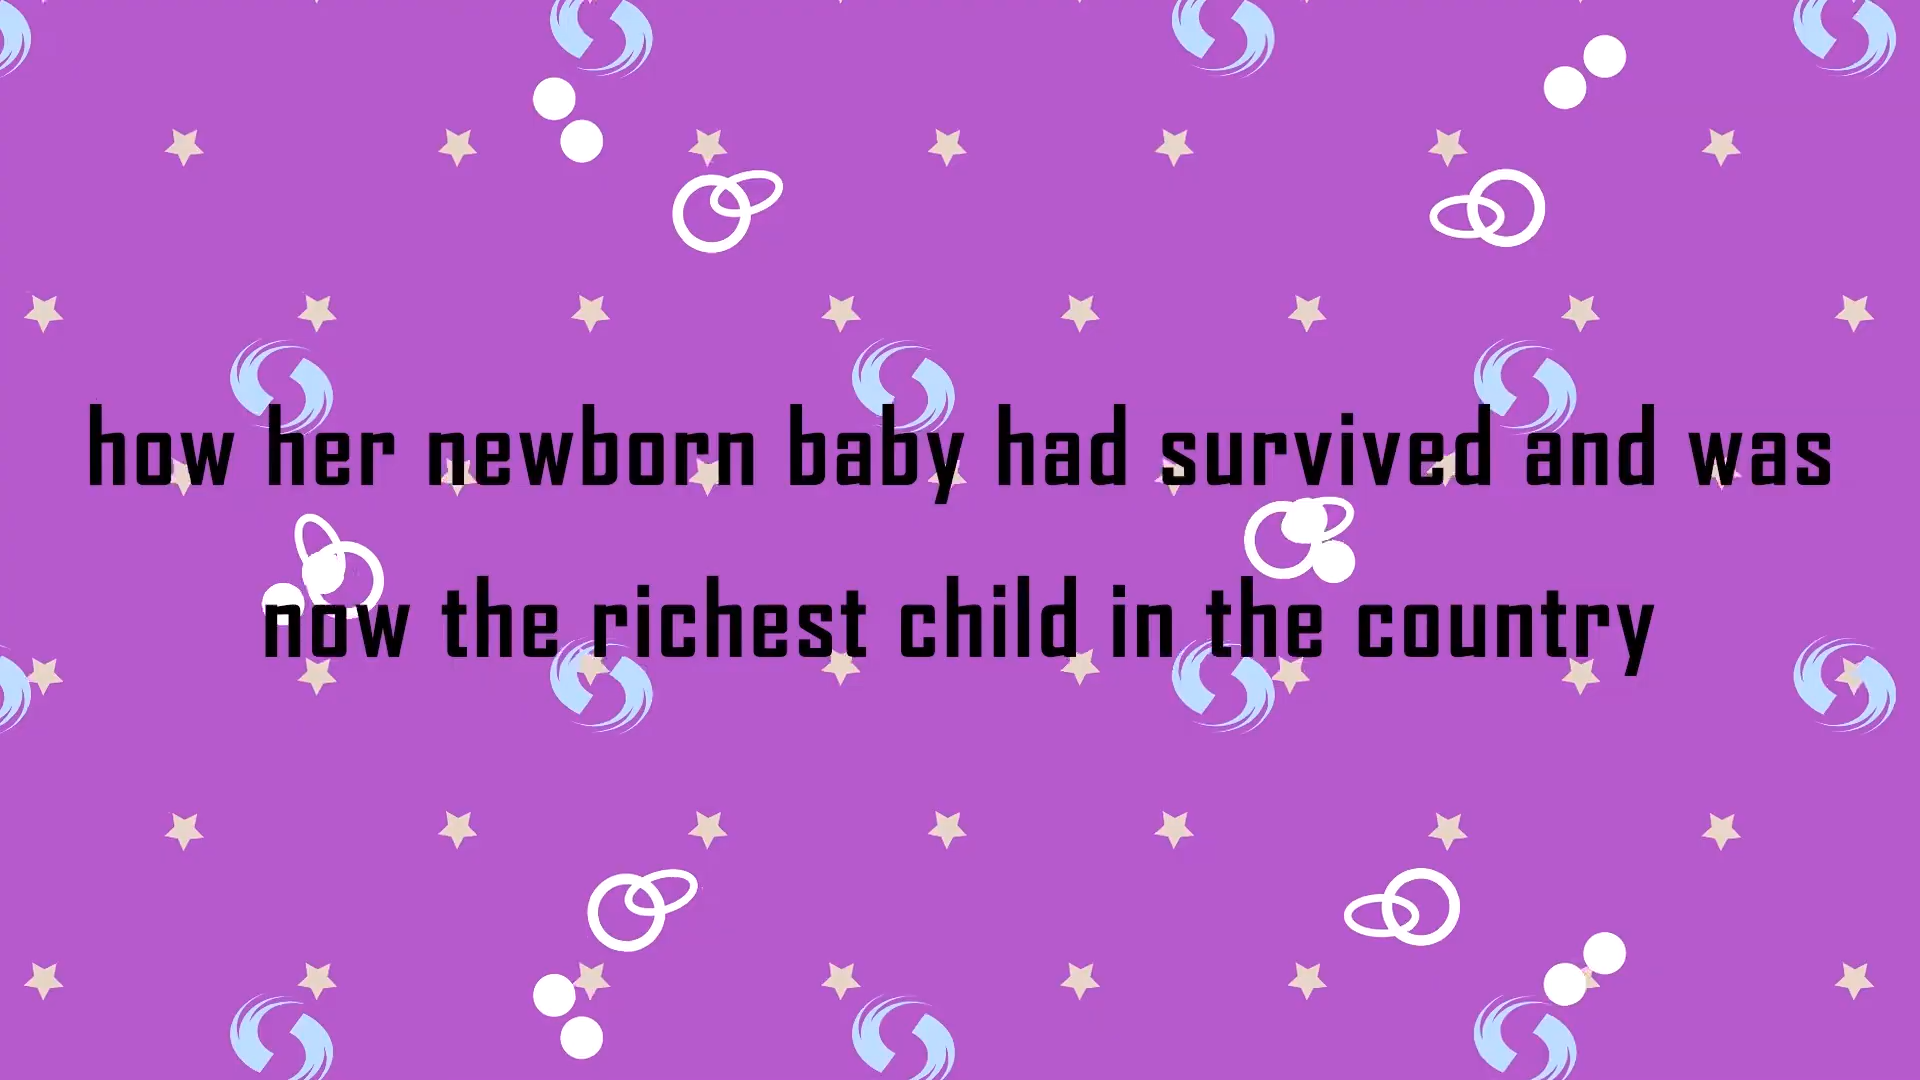 how her newborn baby had survived and was
now the richest child in the country